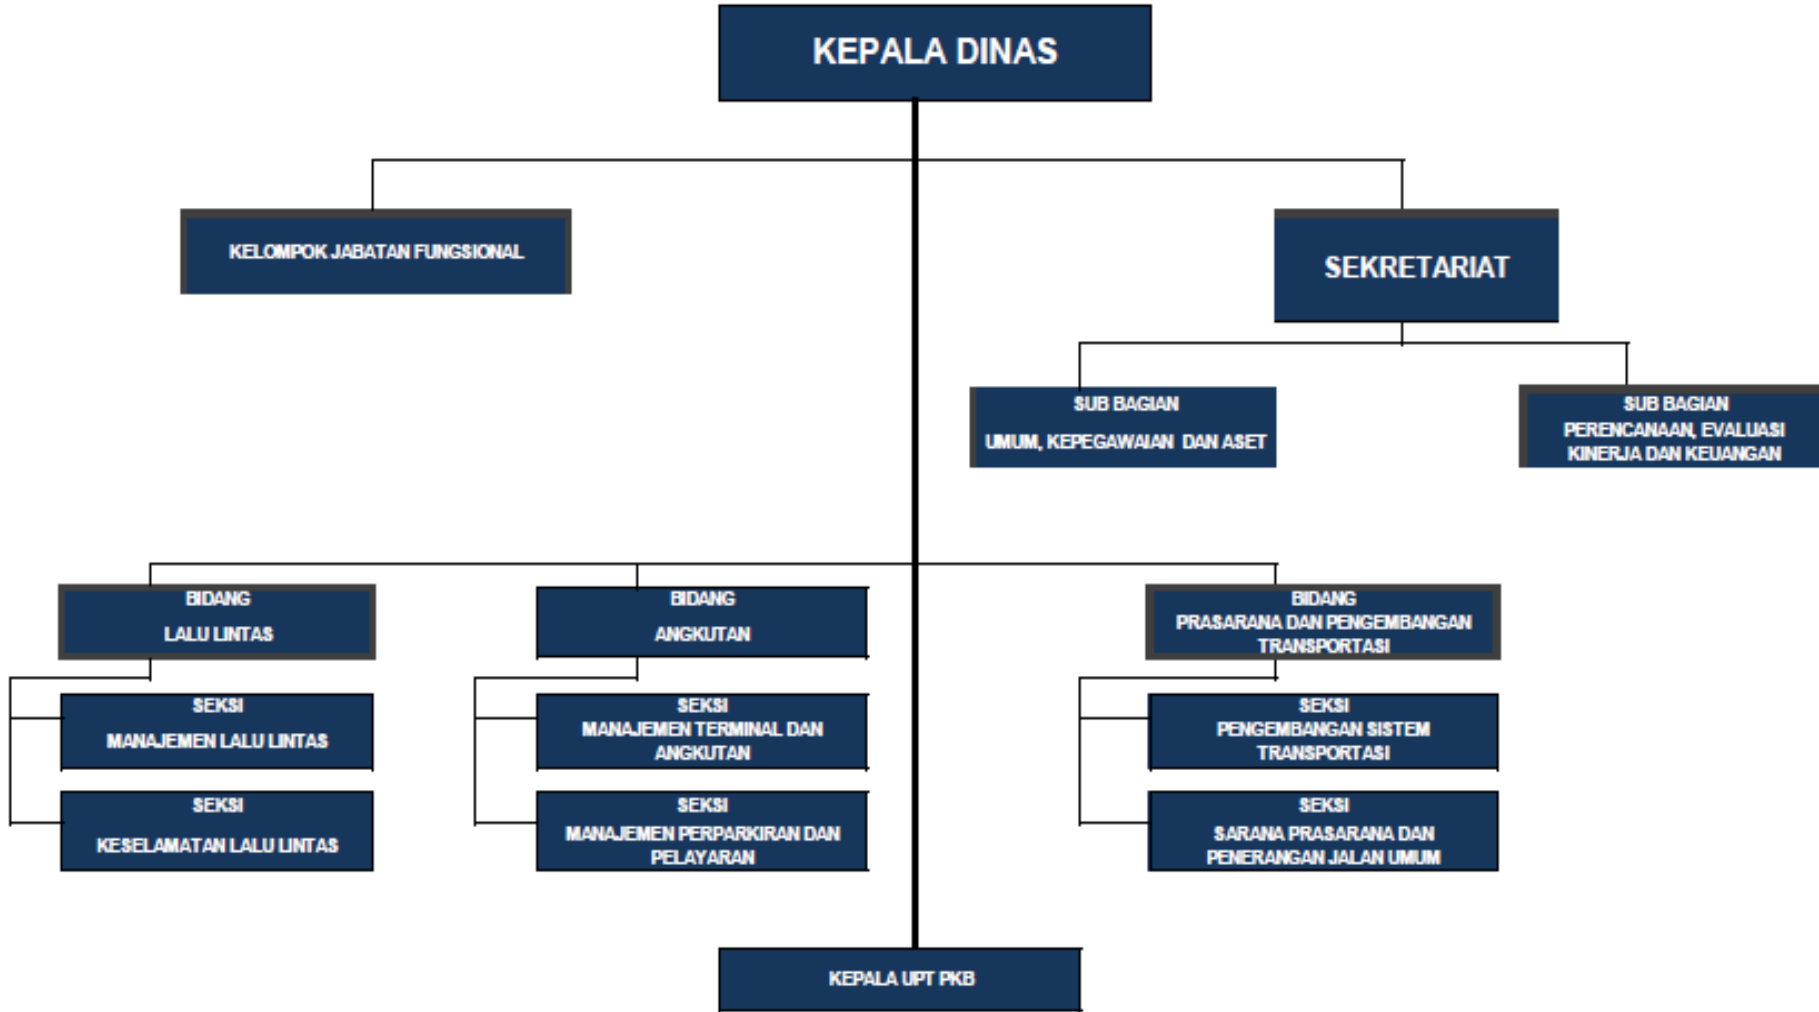 KEPALA DINAS
KELOMPOK JABATAN FUNGSIONAL
SEKRETARIAT
SUB BAGIAN
UMUM, KEPEGAWAIAN DAN ASET
SUB BAGIAN
PERENCANAAN, EVALUASI
KINERJA DAN KEUANGAN
BIDANG
LALU LINTAS
BIDANG
ANGKUTAN
BIDANG
PRASARANA DAN PENGEMBANGAN
TRANSPORTASI
SEKSI
MANAJEMEN LALU LINTAS
SEKSI
MANAJEMEN TERMINAL DAN
ANGKUTAN
SEKSI
PENGEMBANGAN SISTEM
TRANSPORTASI
SEKSI
KESELAMATAN LALU LINTAS
SEKSI
MANAJEMEN PERPARKIRAN DAN
PELAYARAN
SEKSI
SARANA PRASARANA DAN
PENERANGAN JALAN UMUM
KEPALA UPT PKB